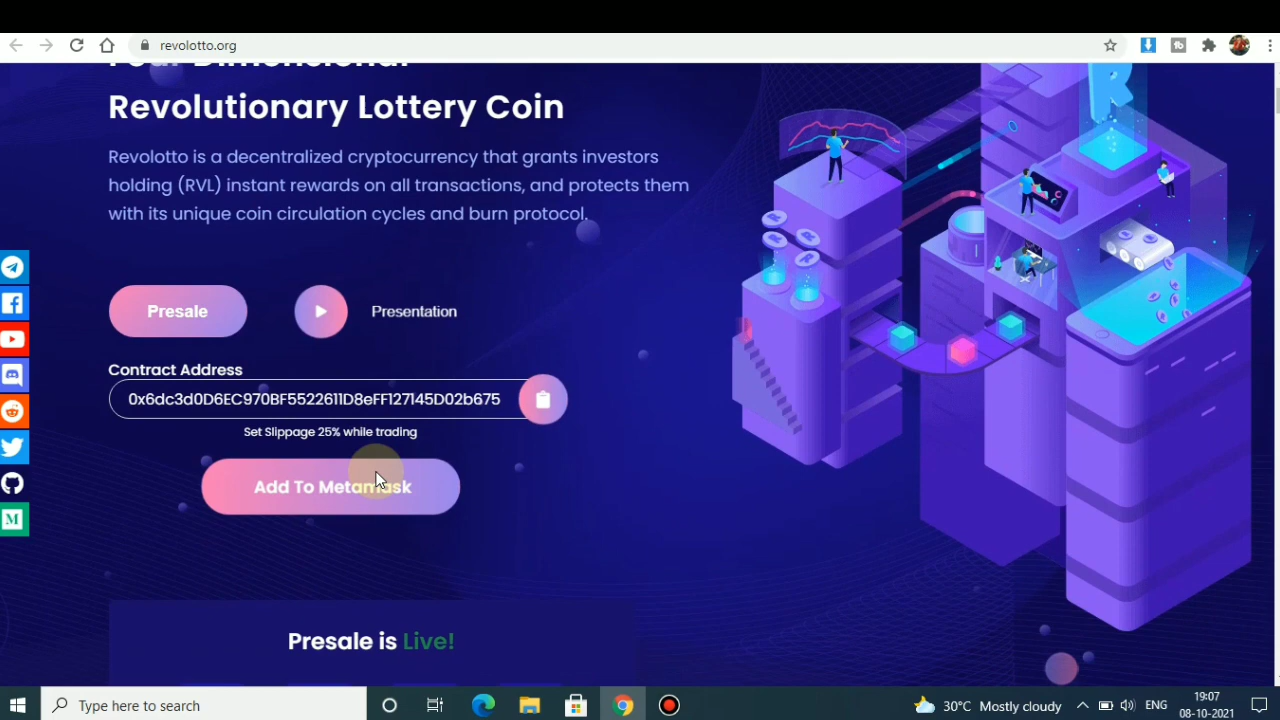 revolotto.org
Four Dimensional
Revolutionary Lottery Coin
Revolotto is a decentralized cryptocurrency that grants investors
holding (RVL) instant rewards on all transactions, and protects them
with its unique coin circulation cycles and burn protocol.
Presale
Presentation
Contract Address
0x6dc3d0D6EC970BF5522611D8eFF127145D02b675
Set Slippage 25% while trading
Add To Metamask
Presale is Live!
Type here to search
30°C Mostly cloudy
ENG
19:07
08-10-2021